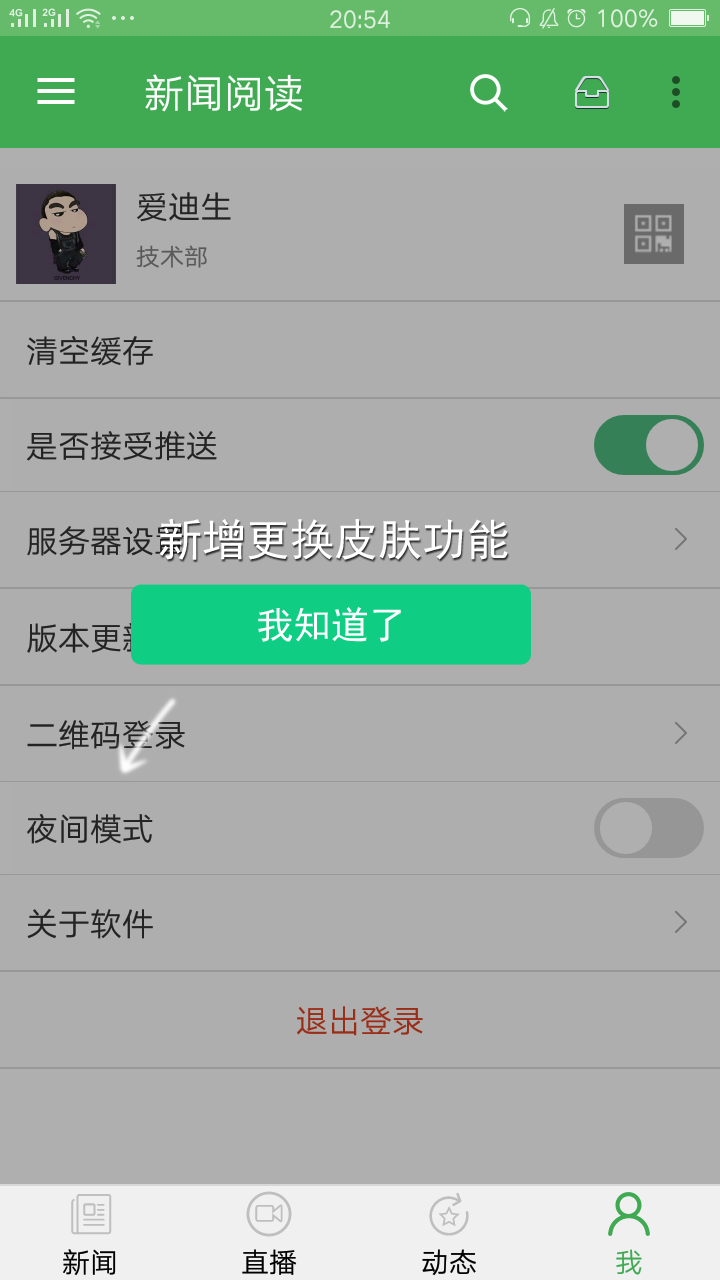 4G 2G 20:54 100%
新闻阅读
爱迪生
技术部
清空缓存
是否接受推送
服务器设置
新增更换皮肤功能
我知道了
版本更新
二维码登录
夜间模式
关于软件
退出登录
新闻 直播 动态 我